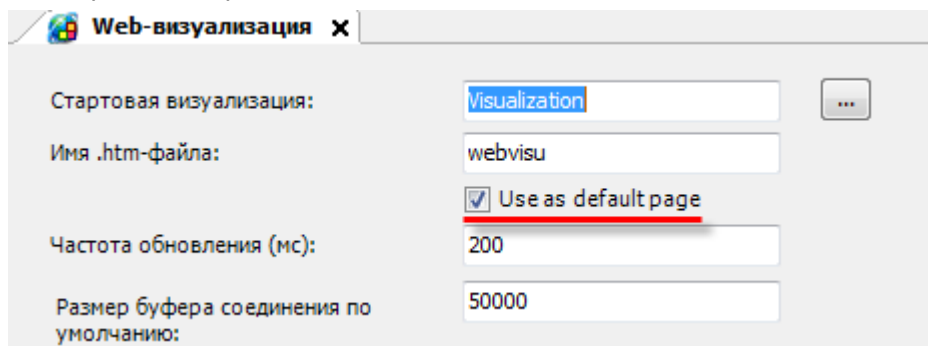 Web-визуализация
Стартовая визуализация: Visualization ...
Имя .htm-файла: webvisu
Use as default page
Частота обновления (мс): 200
Размер буфера соединения по 50000
умолчанию: